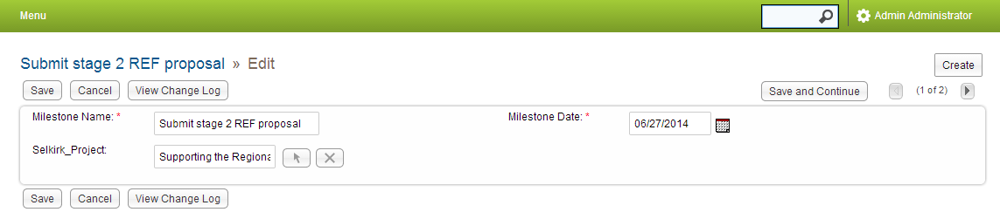 Menu
Admin Administrator
Submit stage 2 REF proposal » Edit
Create
Save Cancel View Change Log Save and Continue (1 of 2)
Milestone Name: * Submit stage 2 REF proposal Milestone Date: * 06/27/2014
Selkirk_Project: Supporting the Regiona
Save Cancel View Change Log